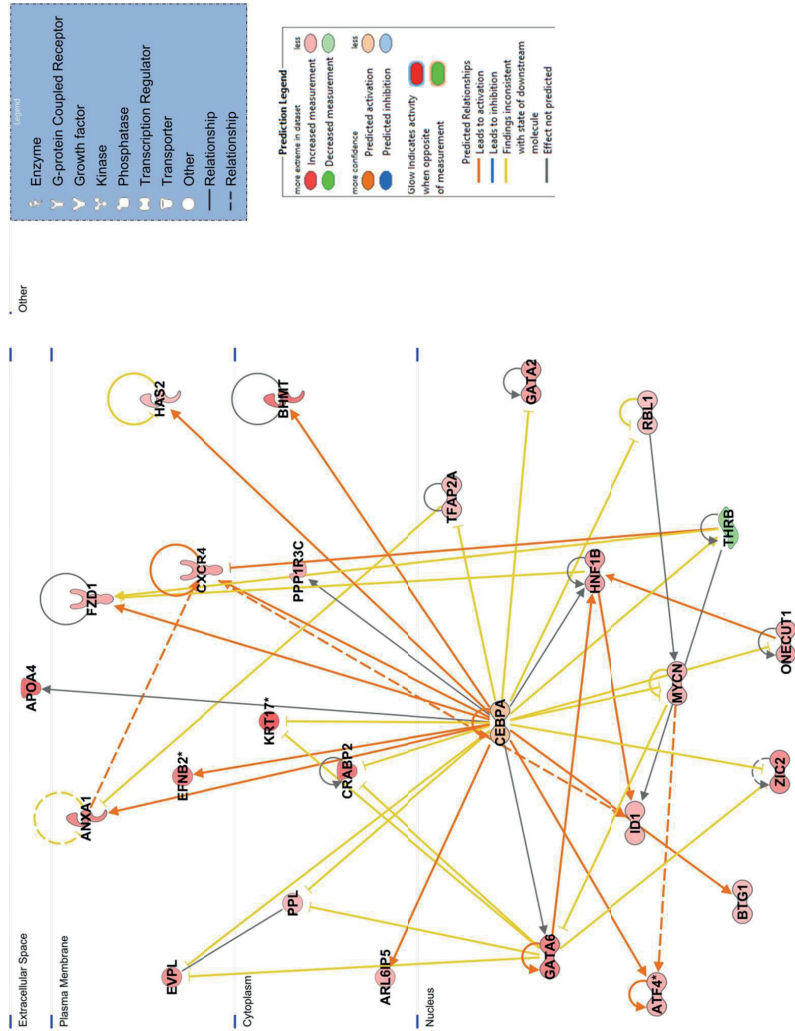 Extracellular Space
Other
Plasma Membrane
Cytoplasm
Nucleus
APOA4
ANXA1
FZD1
HAS2
EVPL
EFNB2*
CXCR4
KRT17*
BHMT
PPL
CRABP2
PPP1R3C
ARL6IP5
TFAP2A
GATA2
CEBPA
GATA6
HNF1B
RBL1
ID1
MYCN
THRB
ATF4*
BTG1
ZIC2
ONECUT1
Legend
Enzyme
G-protein Coupled Receptor
Growth factor
Kinase
Phosphatase
Transcription Regulator
Transporter
Other
Relationship
Relationship
Prediction Legend
more extreme in dataset less
Increased measurement
Decreased measurement
more confidence less
Predicted activation
Predicted inhibition
Glow Indicates activity
when opposite
of measurement
Predicted Relationships
Leads to activation
Leads to inhibition
Findings inconsistent
with state of downstream
molecule
Effect not predicted